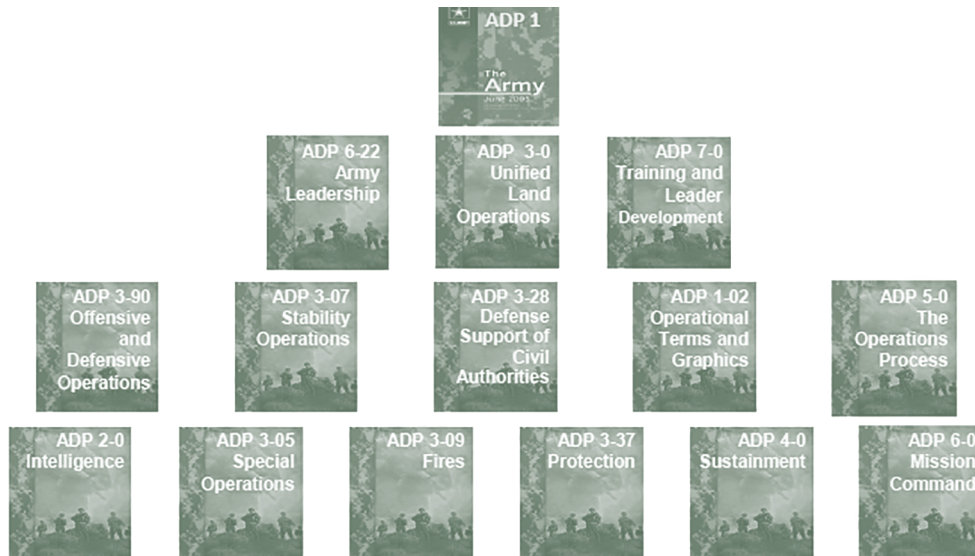 ADP 1
The
Army
ADP 6-22
Army
Leadership
ADP 3-0
Unified
Land
Operations
ADP 7-0
Training and
Leader
Development
ADP 3-90
Offensive
and
Defensive
Operations
ADP 3-07
Stability
Operations
ADP 3-28
Defense
Support of
Civil
Authorities
ADP 1-02
Operational
Terms and
Graphics
ADP 5-0
The
Operations
Process
ADP 2-0
Intelligence
ADP 3-05
Special
Operations
ADP 3-09
Fires
ADP 3-37
Protection
ADP 4-0
Sustainment
ADP 6-0
Mission
Command